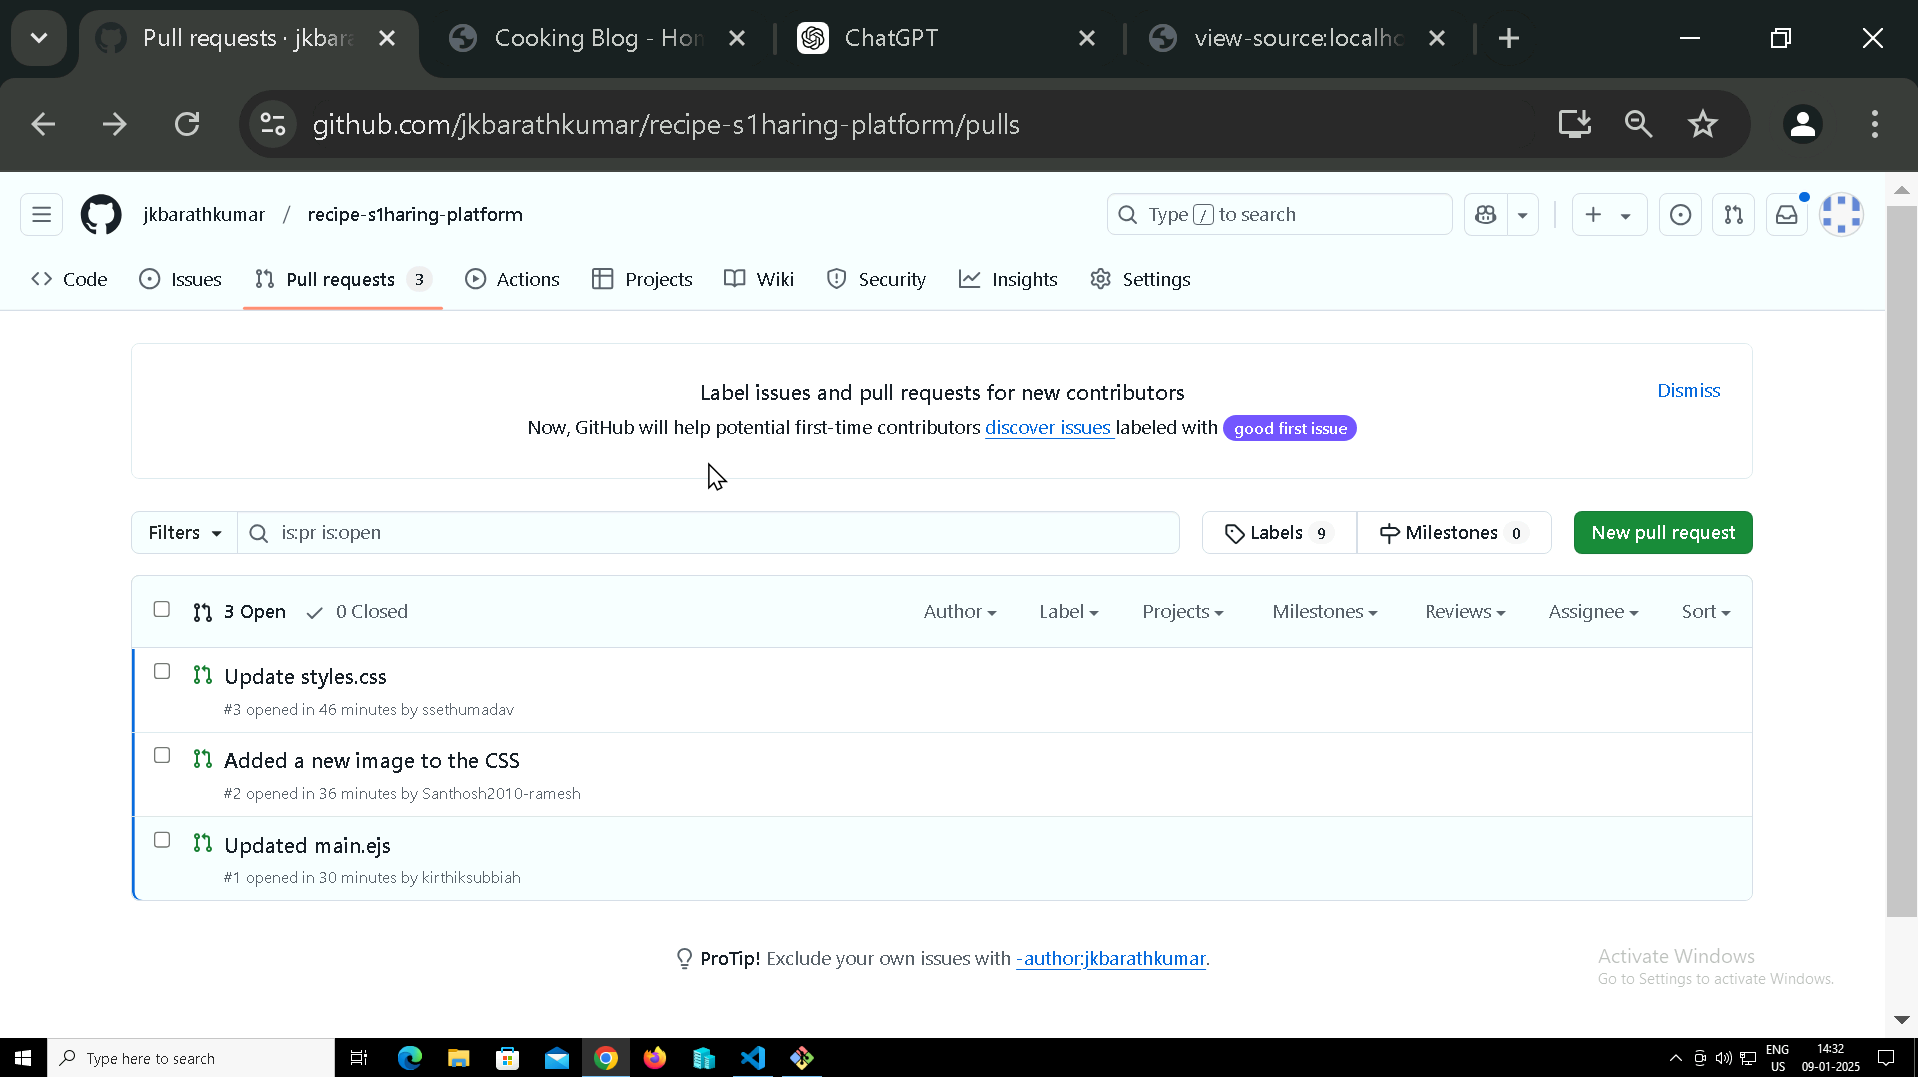 Pull requests · jkbara
Cooking Blog - Hon
ChatGPT
view-source:localho
github.com/jkbarathkumar/recipe-s1haring-platform/pulls
jkbarathkumar / recipe-s1haring-platform
Type / to search
Code
Issues
Pull requests 3
Actions
Projects
Wiki
Security
Insights
Settings
Label issues and pull requests for new contributors
Dismiss
Now, GitHub will help potential first-time contributors discover issues labeled with good first issue
Filters
is:pr is:open
Labels 9
Milestones 0
New pull request
3 Open
0 Closed
Author
Label
Projects
Milestones
Reviews
Assignee
Sort
Update styles.css
#3 opened in 46 minutes by ssethumadav
Added a new image to the CSS
#2 opened in 36 minutes by Santhosh2010-ramesh
Updated main.ejs
#1 opened in 30 minutes by kirthiksubbiah
ProTip! Exclude your own issues with -author:jkbarathkumar.
Activate Windows
Go to Settings to activate Windows.
Type here to search
ENG
US
14:32
09-01-2025